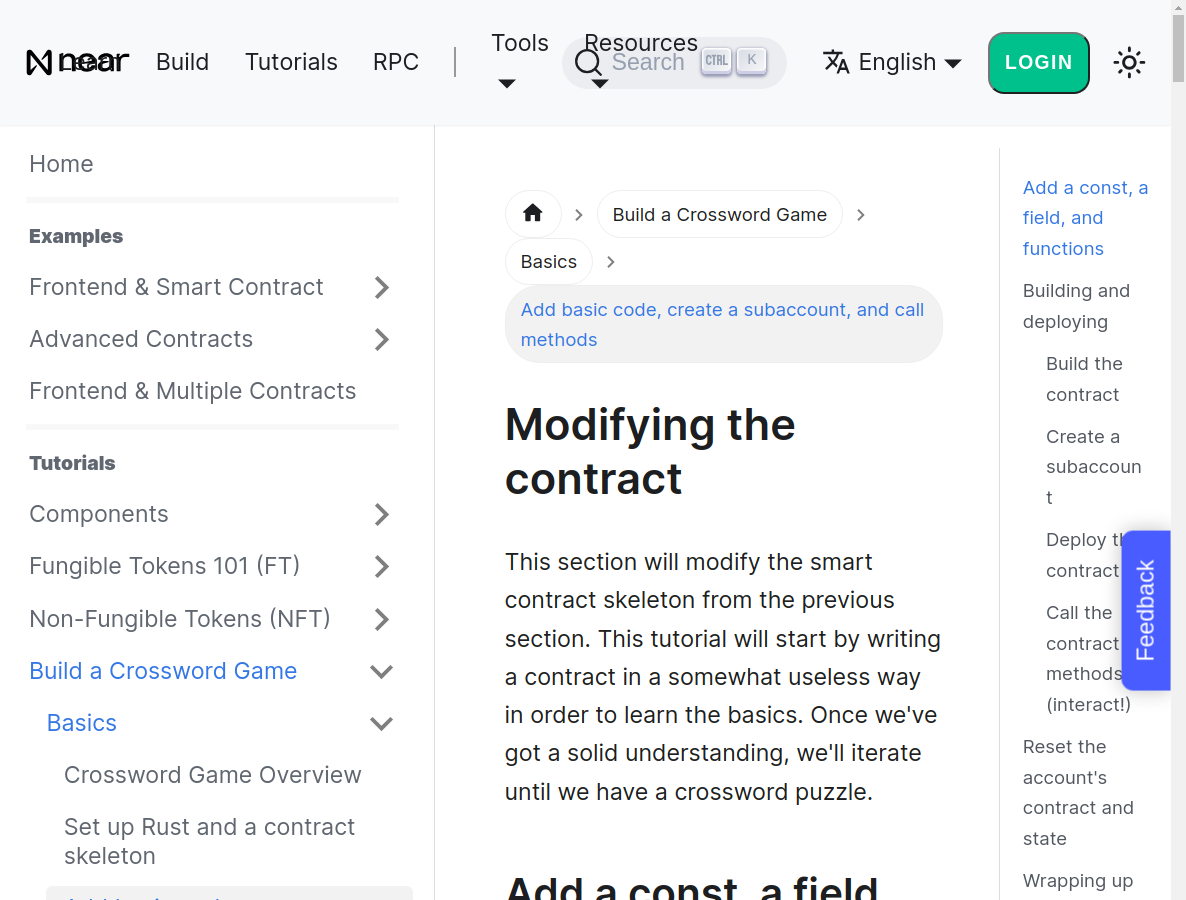 near
Learn
Build
Tutorials
RPC
Tools
Resources
Search
CTRL
K
English
LOGIN
Home
Examples
Frontend & Smart Contract
Advanced Contracts
Frontend & Multiple Contracts
Tutorials
Components
Fungible Tokens 101 (FT)
Non-Fungible Tokens (NFT)
Build a Crossword Game
Basics
Crossword Game Overview
Set up Rust and a contract
skeleton
Build a Crossword Game
Basics
Add basic code, create a subaccount, and call
methods
Modifying the
contract
This section will modify the smart
contract skeleton from the previous
section. This tutorial will start by writing
a contract in a somewhat useless way
in order to learn the basics. Once we've
got a solid understanding, we'll iterate
until we have a crossword puzzle.
Add a const, a field,
Add a const, a
field, and
functions
Building and
deploying
Build the
contract
Create a
subaccoun
t
Deploy the
contract
Call the
contract
methods
(interact!)
Reset the
account's
contract and
state
Wrapping up
Feedback